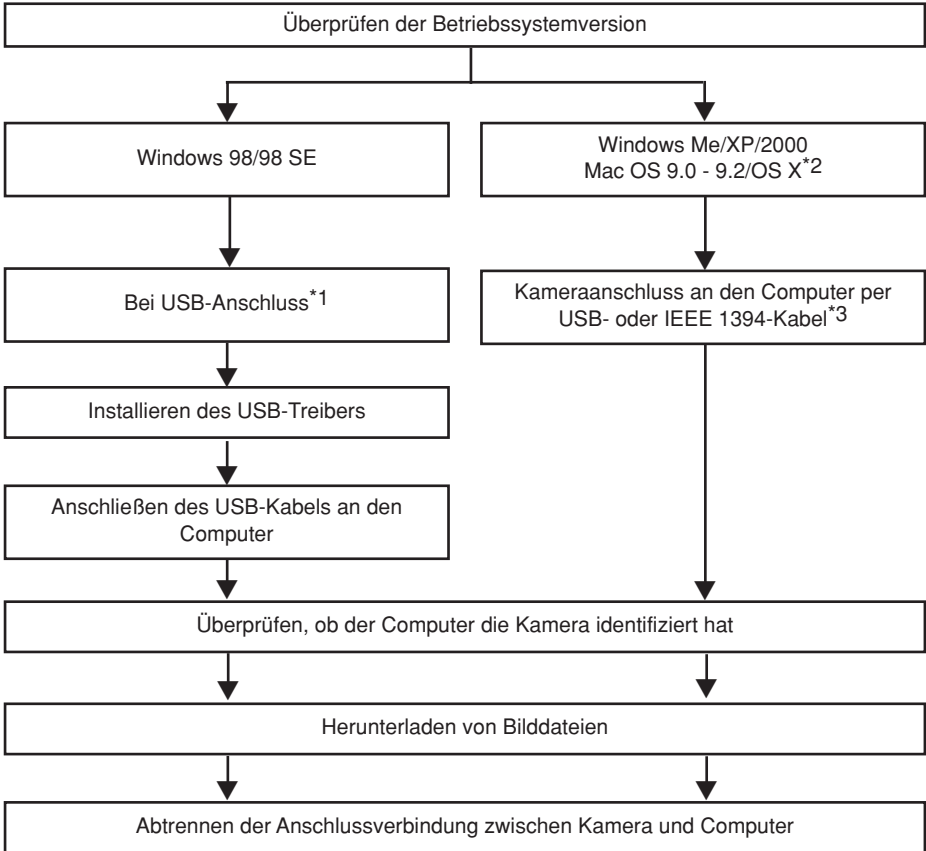 Überprüfen der Betriebssystemversion
Windows 98/98 SE
Windows Me/XP/2000
Mac OS 9.0 - 9.2/OS X*2
Bei USB-Anschluss*1
Kameraanschluss an den Computer per
USB- oder IEEE 1394-Kabel*3
Installieren des USB-Treibers
Anschließen des USB-Kabels an den
Computer
Überprüfen, ob der Computer die Kamera identifiziert hat
Herunterladen von Bilddateien
Abtrennen der Anschlussverbindung zwischen Kamera und Computer